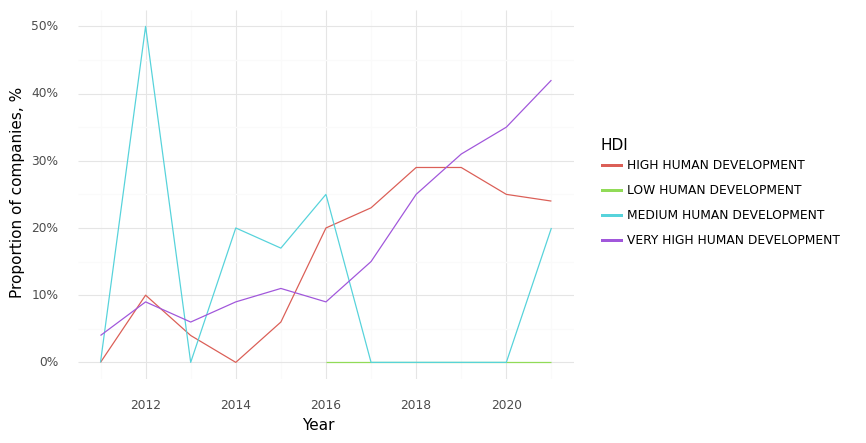 50%
40%
30%
20%
10%
0%
Proportion of companies, %
2012
2014
2016
2018
2020
Year
HDI
HIGH HUMAN DEVELOPMENT
LOW HUMAN DEVELOPMENT
MEDIUM HUMAN DEVELOPMENT
VERY HIGH HUMAN DEVELOPMENT